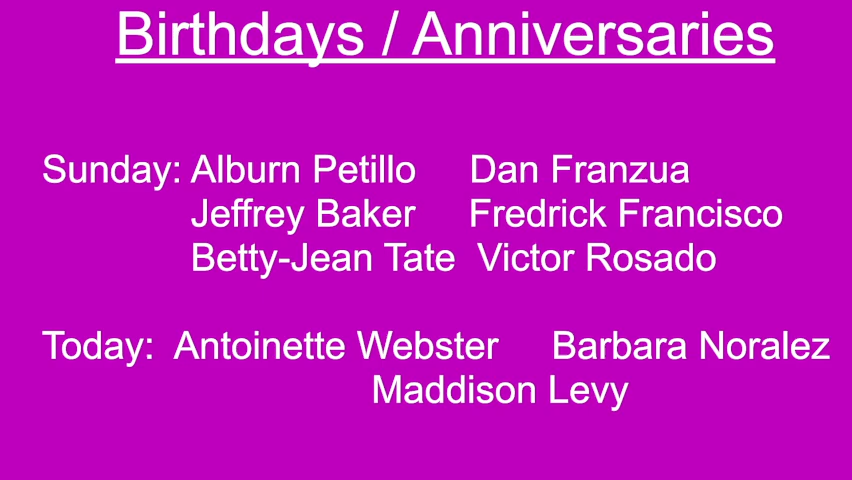 Birthdays / Anniversaries
Sunday: Alburn Petillo Dan Franzua
Jeffrey Baker Fredrick Francisco
Betty-Jean Tate Victor Rosado
Today: Antoinette Webster Barbara Noralez
Maddison Levy